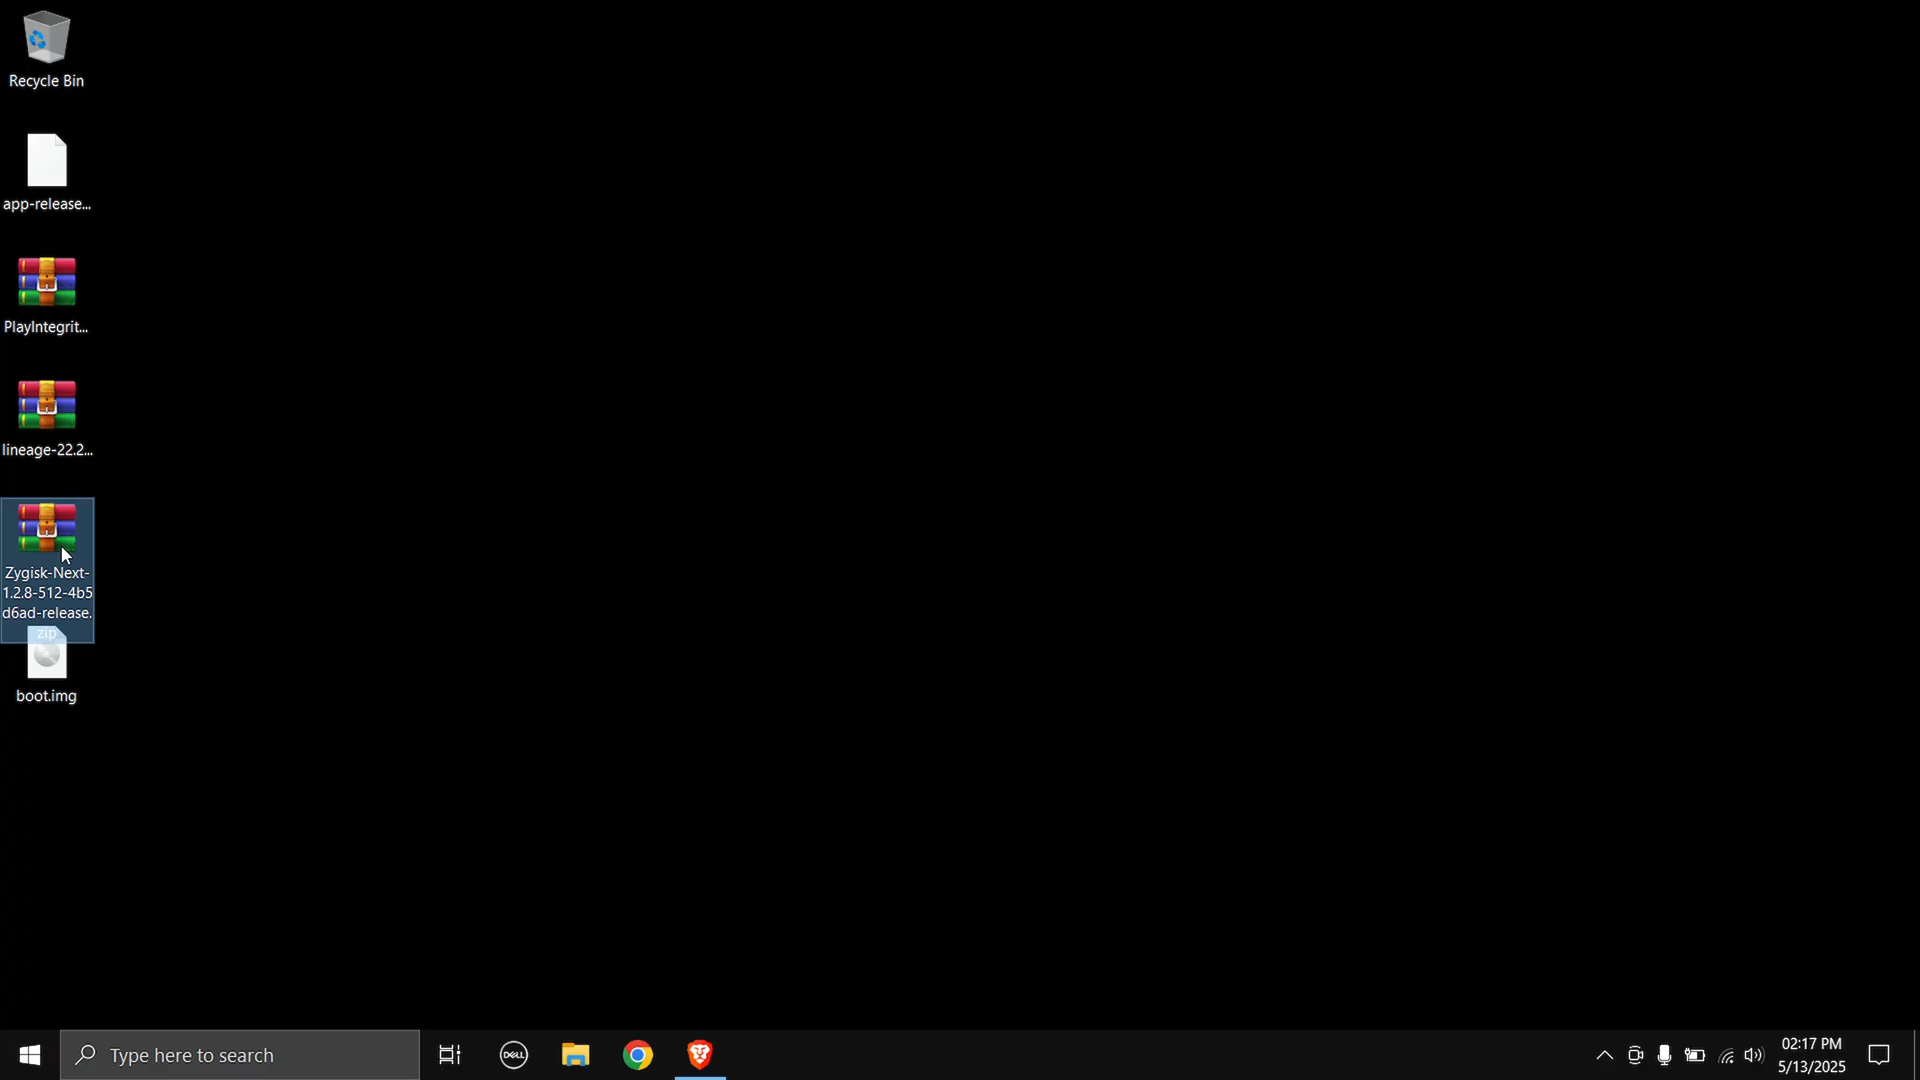 Recycle Bin
app-release...
PlayIntegrit...
lineage-22.2...
Zygisk-Next-
1.2.8-512-4b5
d6ad-release.
zip
boot.img
Type here to search
DELL
02:17 PM
5/13/2025